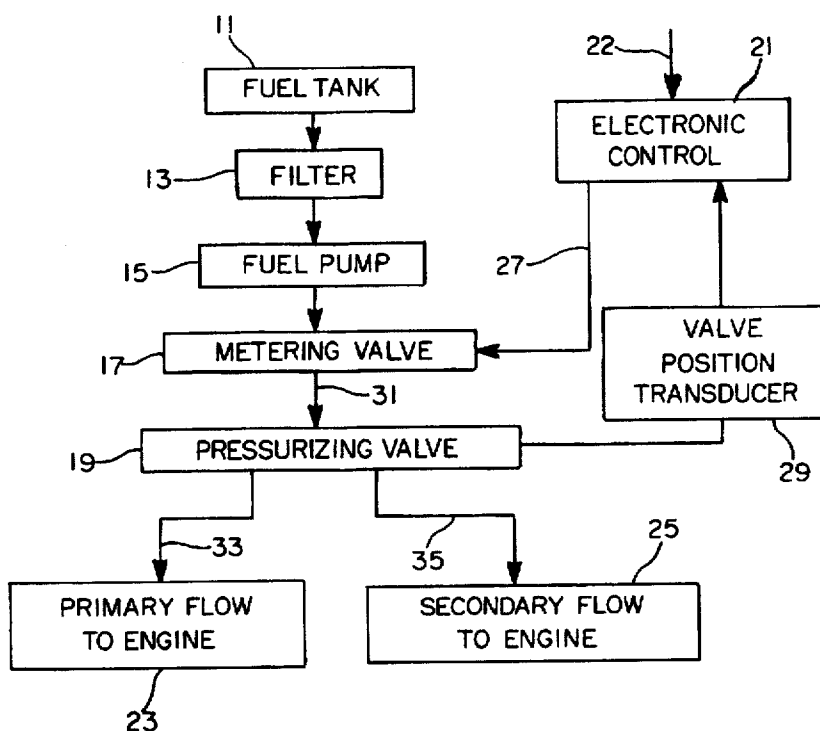 11
FUEL TANK
22
21
ELECTRONIC
CONTROL
13
FILTER
15
FUEL PUMP
27
17
METERING VALVE
VALVE
POSITION
TRANSDUCER
31
19
PRESSURIZING VALVE
29
33
35
25
PRIMARY FLOW
TO ENGINE
SECONDARY FLOW
TO ENGINE
23